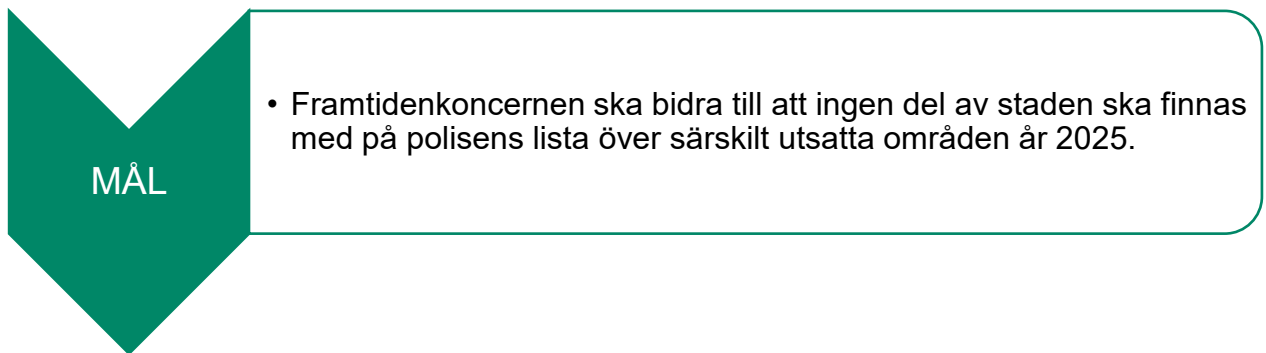 MÅL
• Framtidenkoncernen ska bidra till att ingen del av staden ska finnas
med på polisens lista över särskilt utsatta områden år 2025.